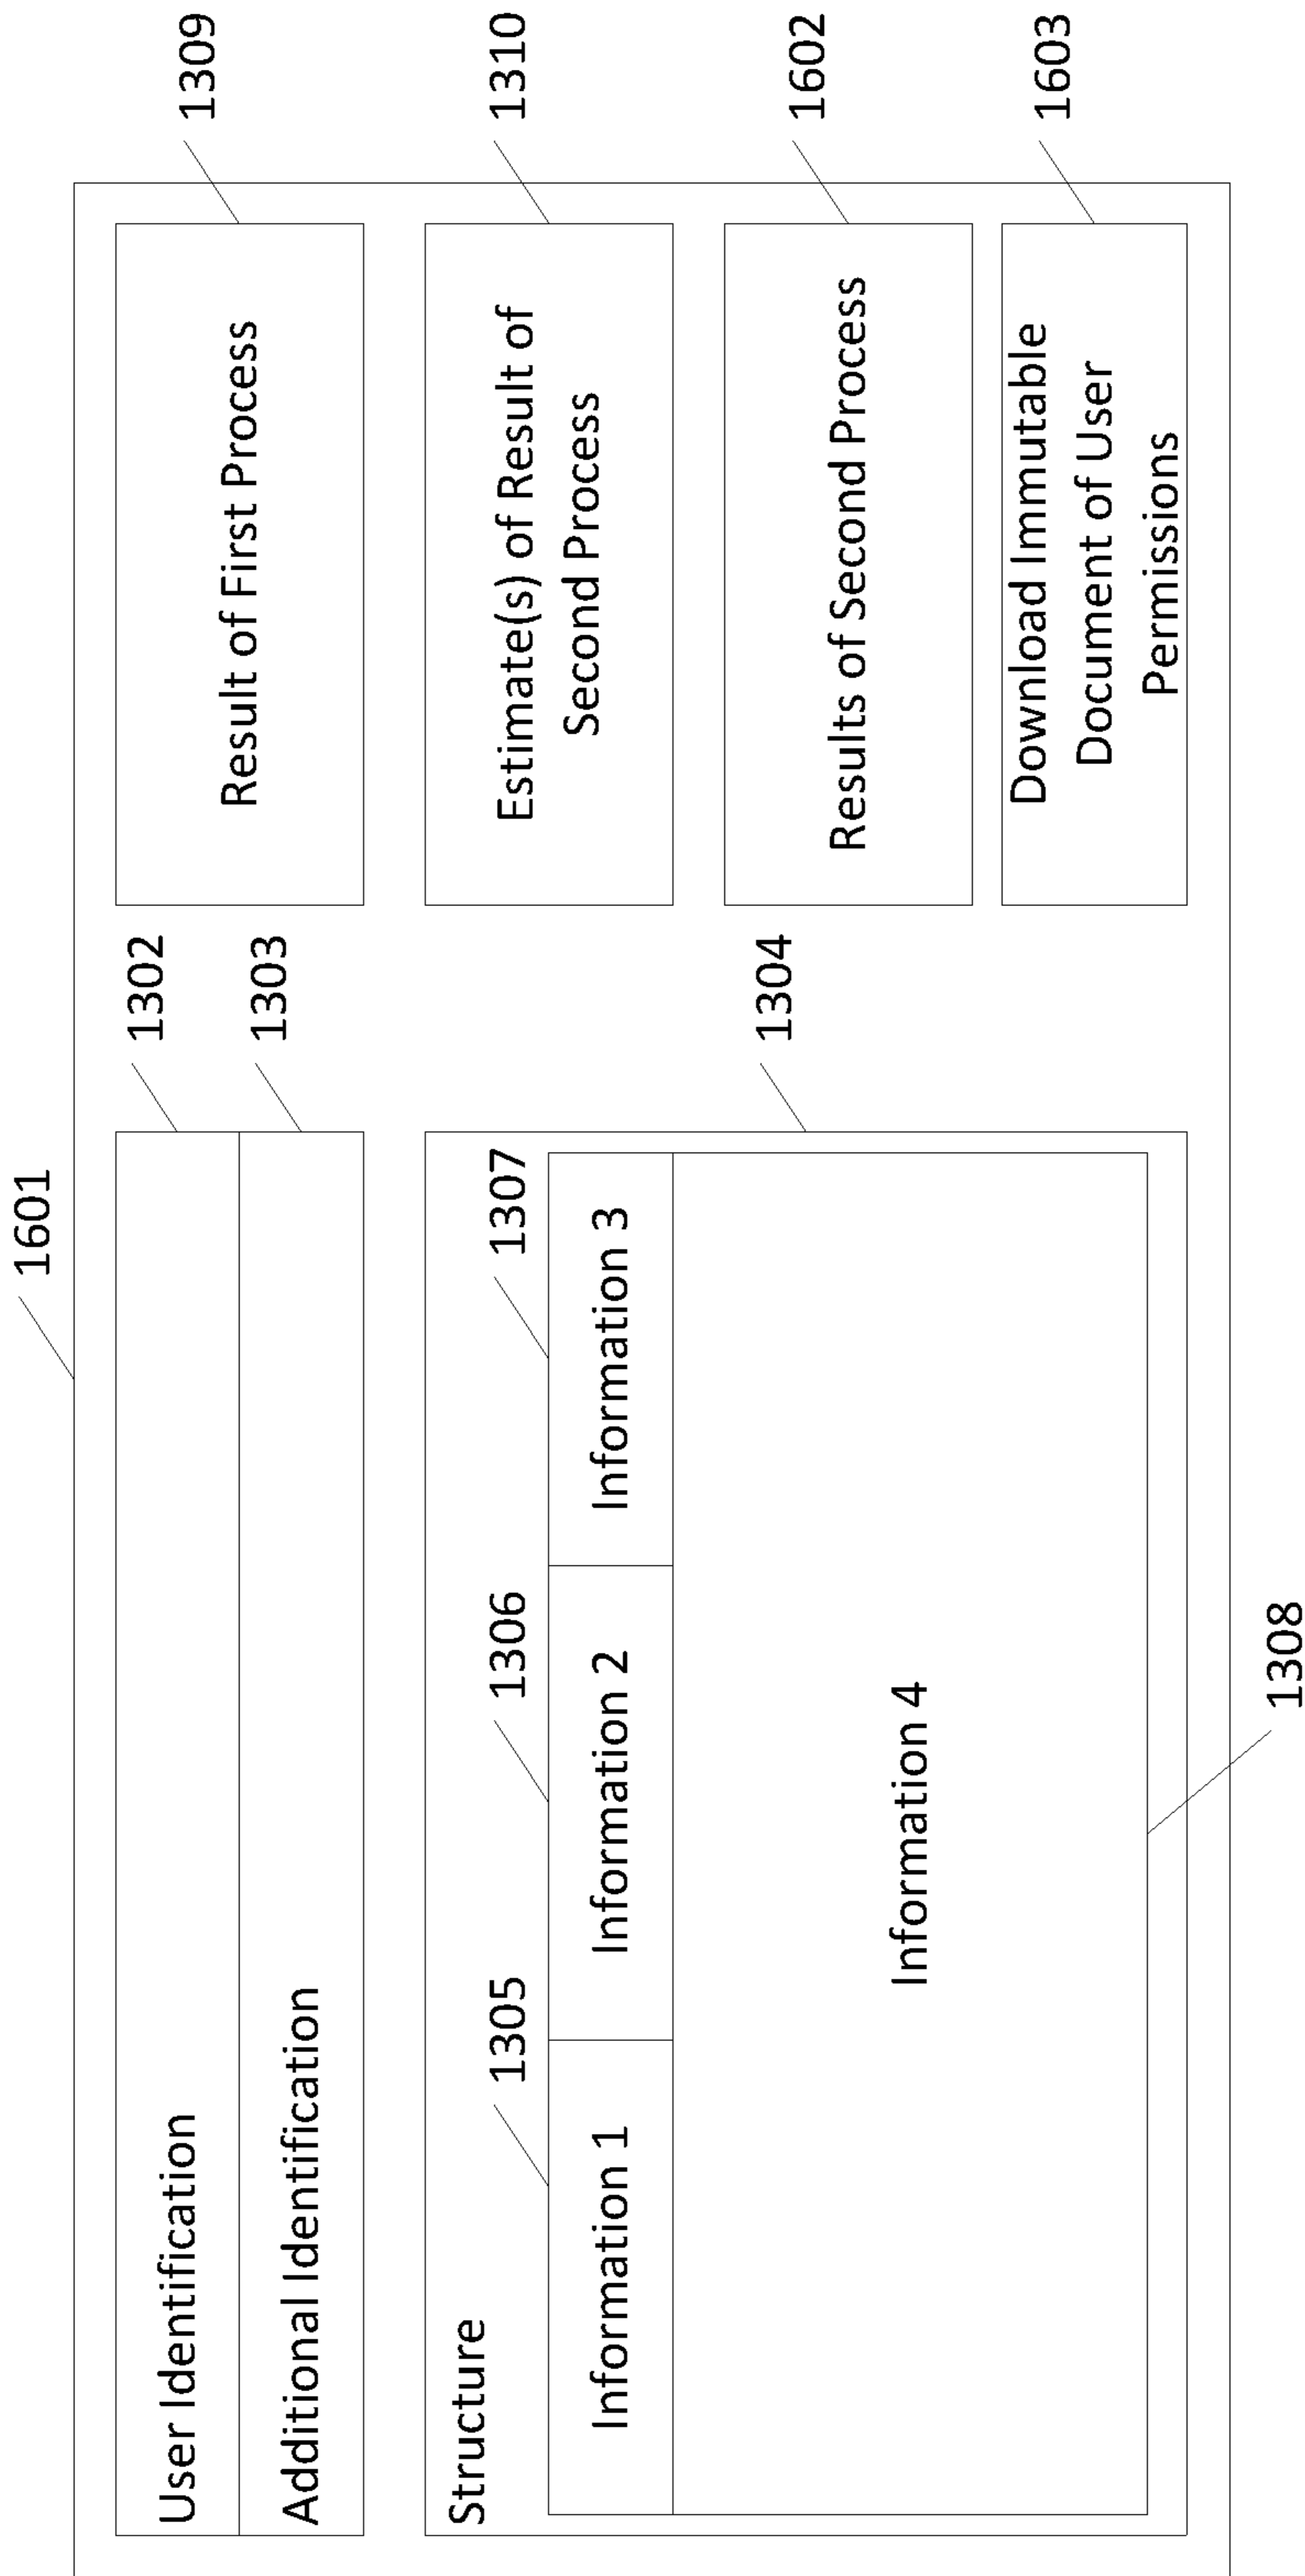 1601
User Identification
1302
Additional Identification
1303
Structure
1304
1305
1306
1307
Information 1
Information 2
Information 3
Information 4
1308
1309
Result of First Process
1310
Estimate(s) of Result of
Second Process
1602
Results of Second Process
1603
Download Immutable
Document of User
Permissions